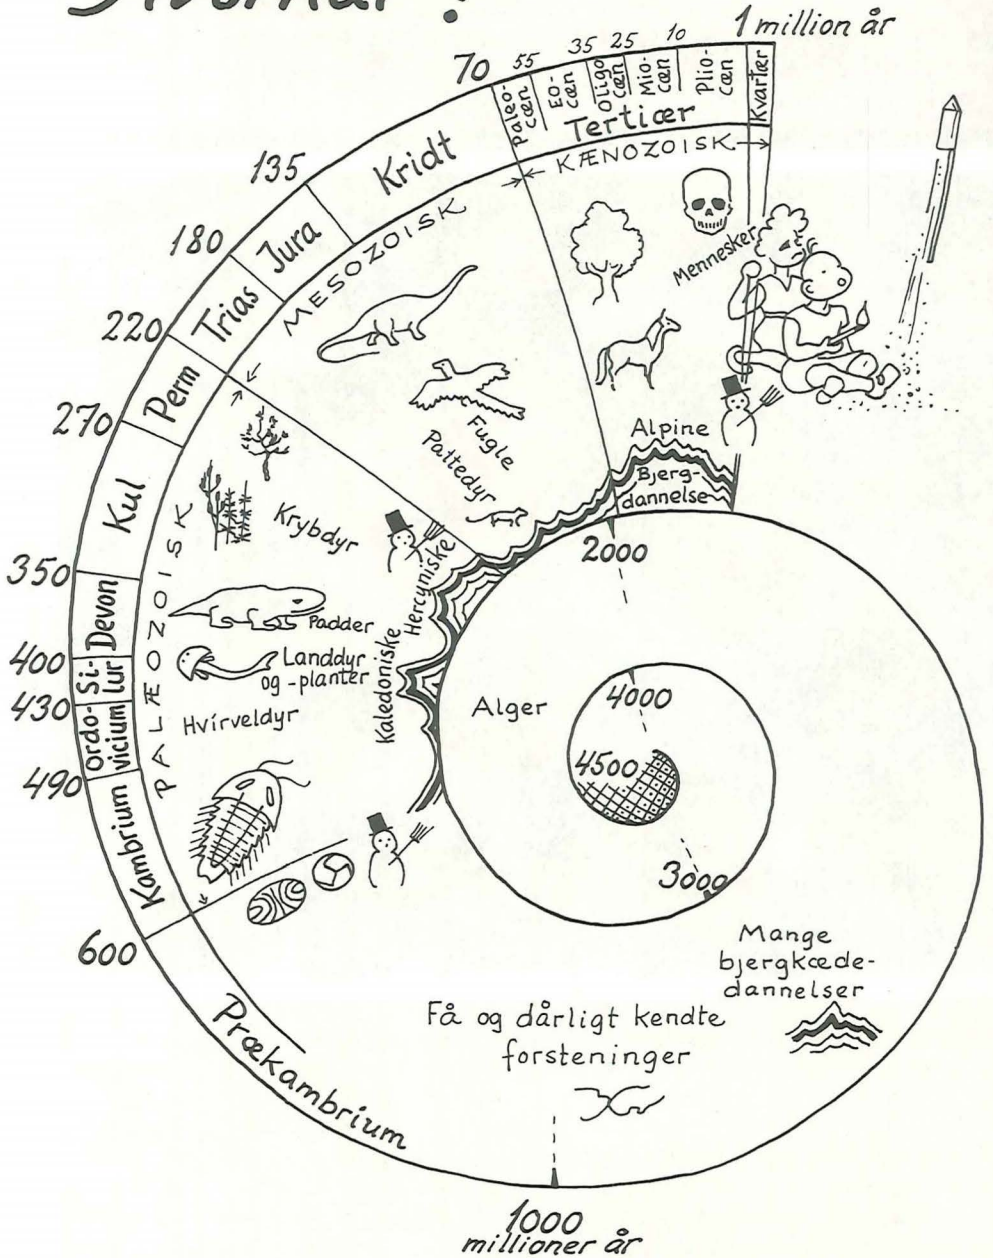 1 million år
70
55
35
25
10
Paleo-
cæn
Eo-
cæn
Oligo
cæn
Mio-
cæn
Plio-
cæn
Kvartær
Tertiær
KÆNOZOISK
135
Kridt
180
Jura
MESOZOISK
220
Trias
270
Perm
Kul
350
Devon
400
Si-
lur
430
Ordo-
vicium
490
Kambrium
600
PALÆOZOISK
Prækambrium
Mennesker
Fugle
Pattedyr
Alpine
Bjerg-
dannelse
Krybdyr
Hercyniske
Padder
Landdyr
og -planter
Kaledoniske
Hvirveldyr
2000
Alger
4000
4500
3000
Mange
bjergkæde-
dannelser
Få og dårligt kendte
forsteninger
1000
millioner år